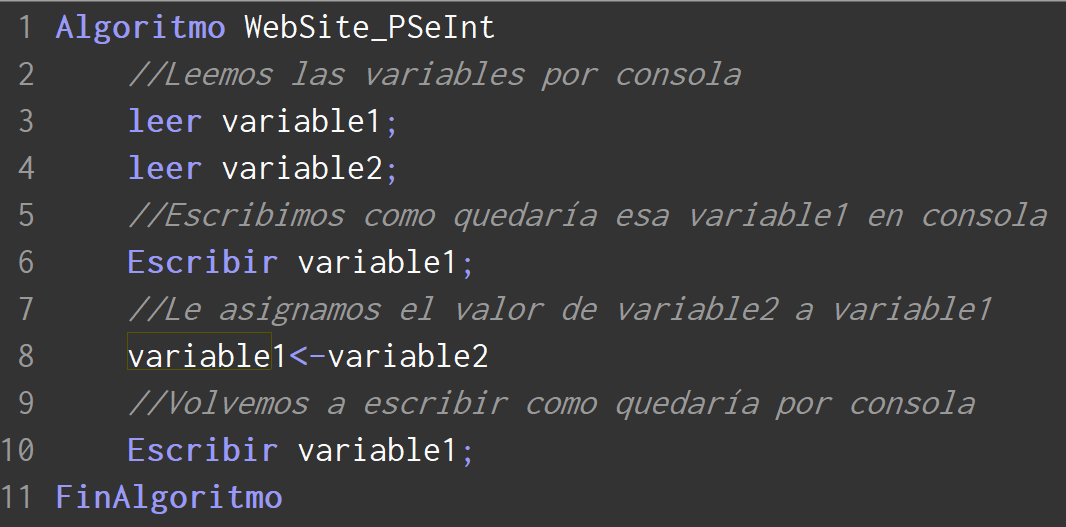 1 Algoritmo WebSite_PSeInt
2 //Leemos las variables por consola
3 leer variable1;
4 leer variable2;
5 //Escribimos como quedaría esa variable1 en consola
6 Escribir variable1;
7 //Le asignamos el valor de variable2 a variable1
8 variable1<-variable2
9 //Volvemos a escribir como quedaría por consola
10 Escribir variable1;
11 FinAlgoritmo